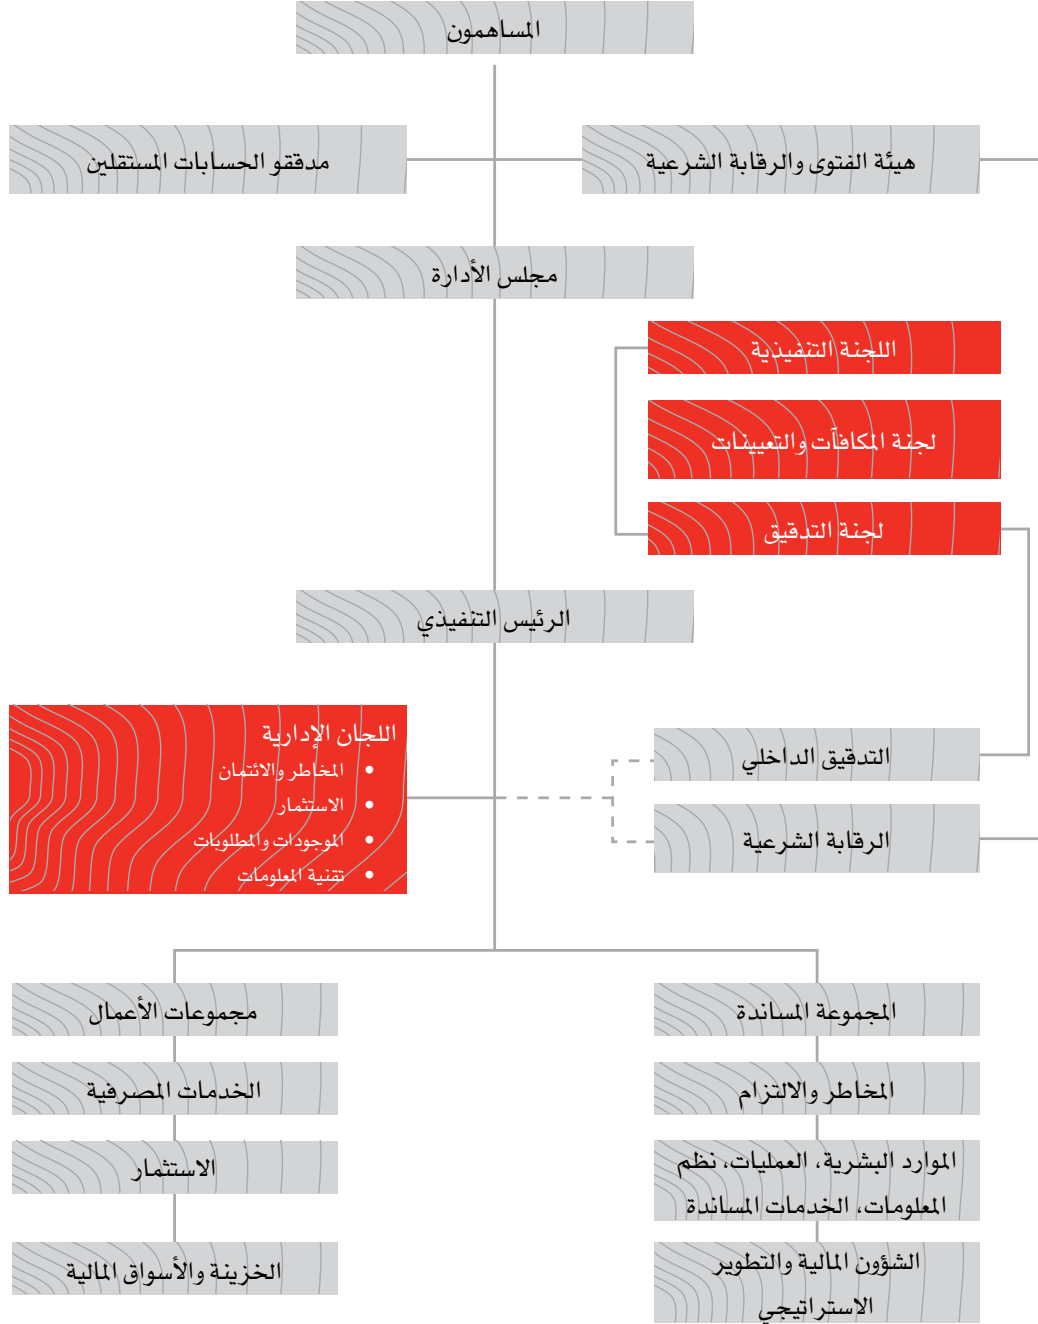 المساهمون
هيئة الفتوى والرقابة الشرعية
مدققو الحسابات المستقلين
مجلس الأدارة
اللجنة التنفيذية
لجنة المكافآت والتعيينات
لجنة التدقيق
الرئيس التنفيذي
اللجان الإدارية
• المخاطر والائتمان
• الاستثمار
• الموجودات والمطلوبات
• تقنية المعلومات
التدقيق الداخلي
الرقابة الشرعية
المجموعة المساندة
المخاطر والالتزام
الموارد البشرية، العمليات، نظم
المعلومات، الخدمات المساندة
الشؤون المالية والتطوير
الاستراتيجي
مجموعات الأعمال
الخدمات المصرفية
الاستثمار
الخزينة والأسواق المالية